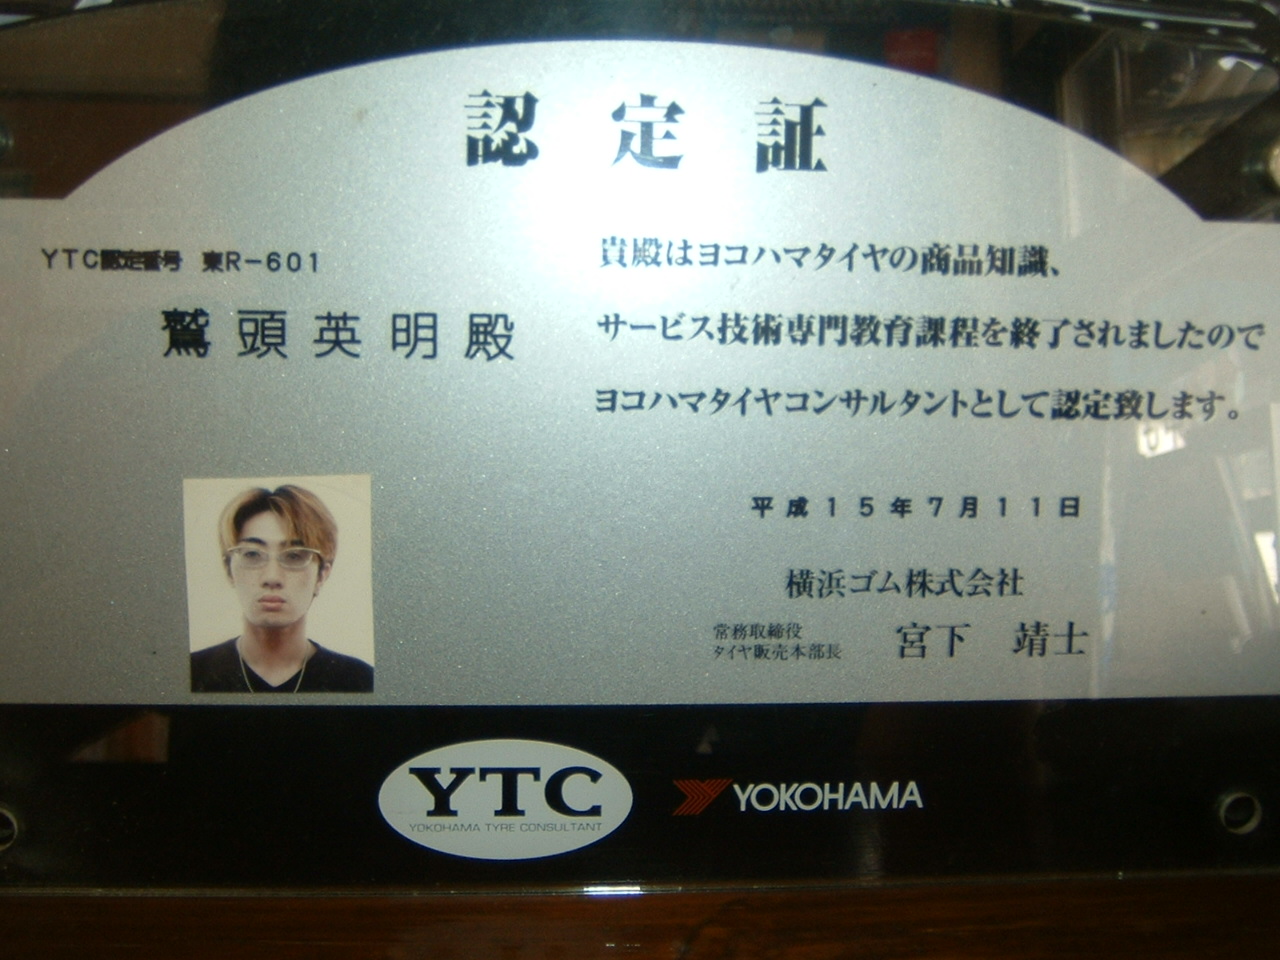 認定証
YTC認定番号 東R-601
鷲頭英明殿
貴殿はヨコハマタイヤの商品知識、
サービス技術専門教育課程を終了されましたので
ヨコハマタイヤコンサルタントとして認定致します。
平成15年7月11日
横浜ゴム株式会社
常務取締役
タイヤ販売本部長
宮下 靖士
YTC
YOKOHAMA TYRE CONSULTANT
YOKOHAMA